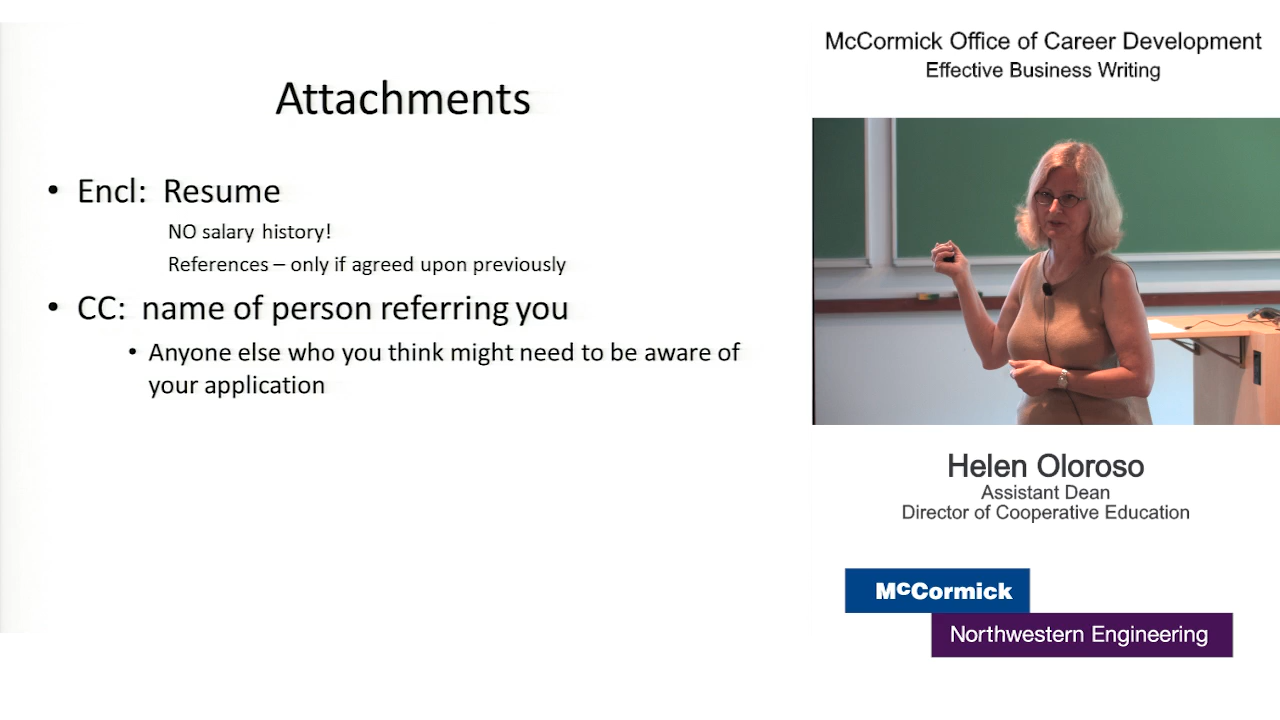 Attachments
• Encl: Resume
NO salary history!
References – only if agreed upon previously
• CC: name of person referring you
• Anyone else who you think might need to be aware of
your application
McCormick Office of Career Development
Effective Business Writing
Helen Oloroso
Assistant Dean
Director of Cooperative Education
McCormick
Northwestern Engineering